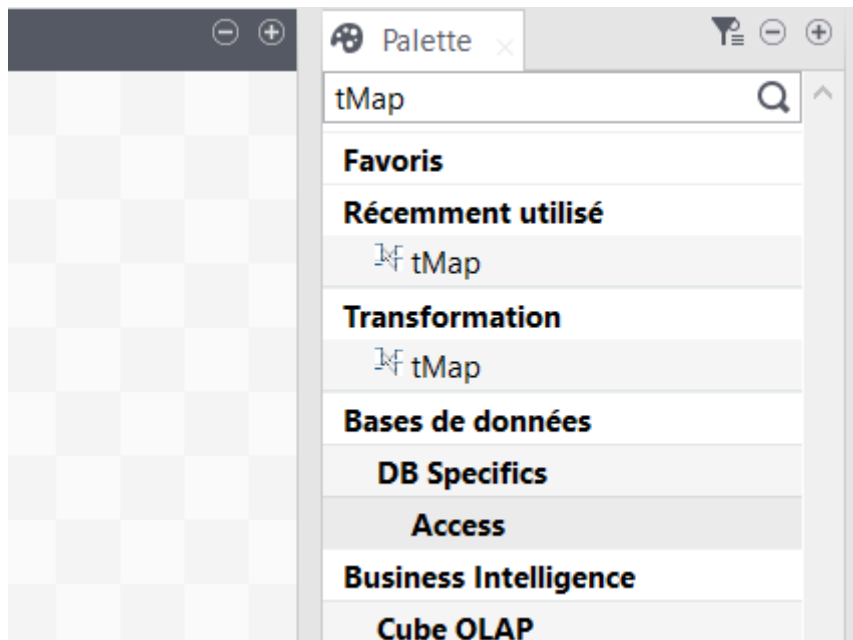 Palette
tMap
Favoris
Récemment utilisé
tMap
Transformation
tMap
Bases de données
DB Specifics
Access
Business Intelligence
Cube OLAP